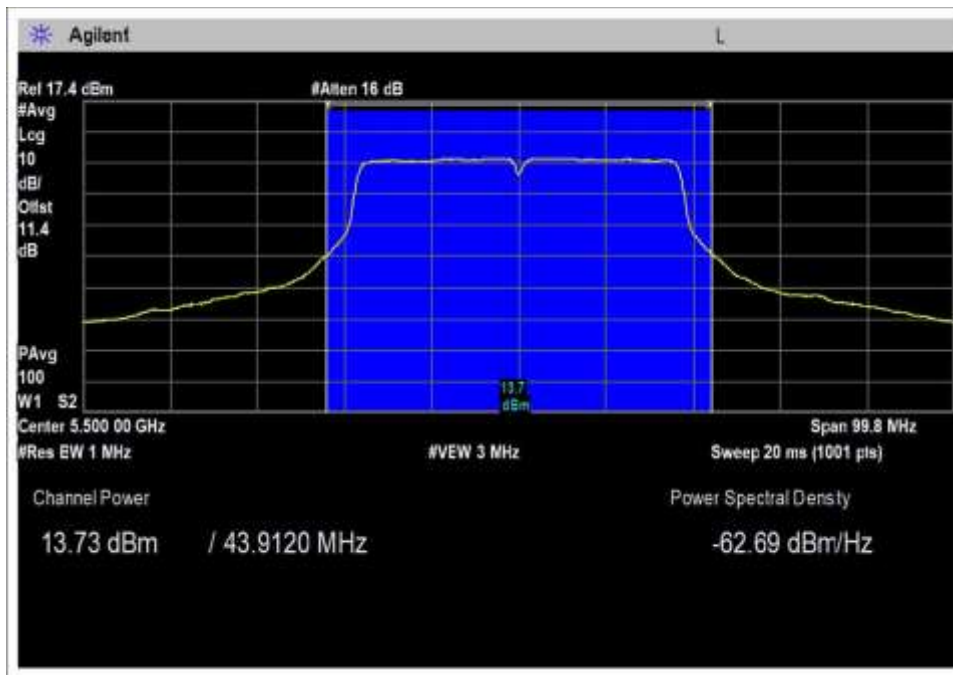 Agilent
L
Ref 17.4 dBm #Atten 16 dB
#Avg
Log
10
dB/
Offst
11.4
dB
PAvg
100
W1 S2
13.7
dBm
Center 5.500 00 GHz Span 99.8 MHz
#Res BW 1 MHz #VBW 3 MHz Sweep 20 ms (1001 pts)
Channel Power Power Spectral Density
13.73 dBm / 43.9120 MHz -62.69 dBm/Hz